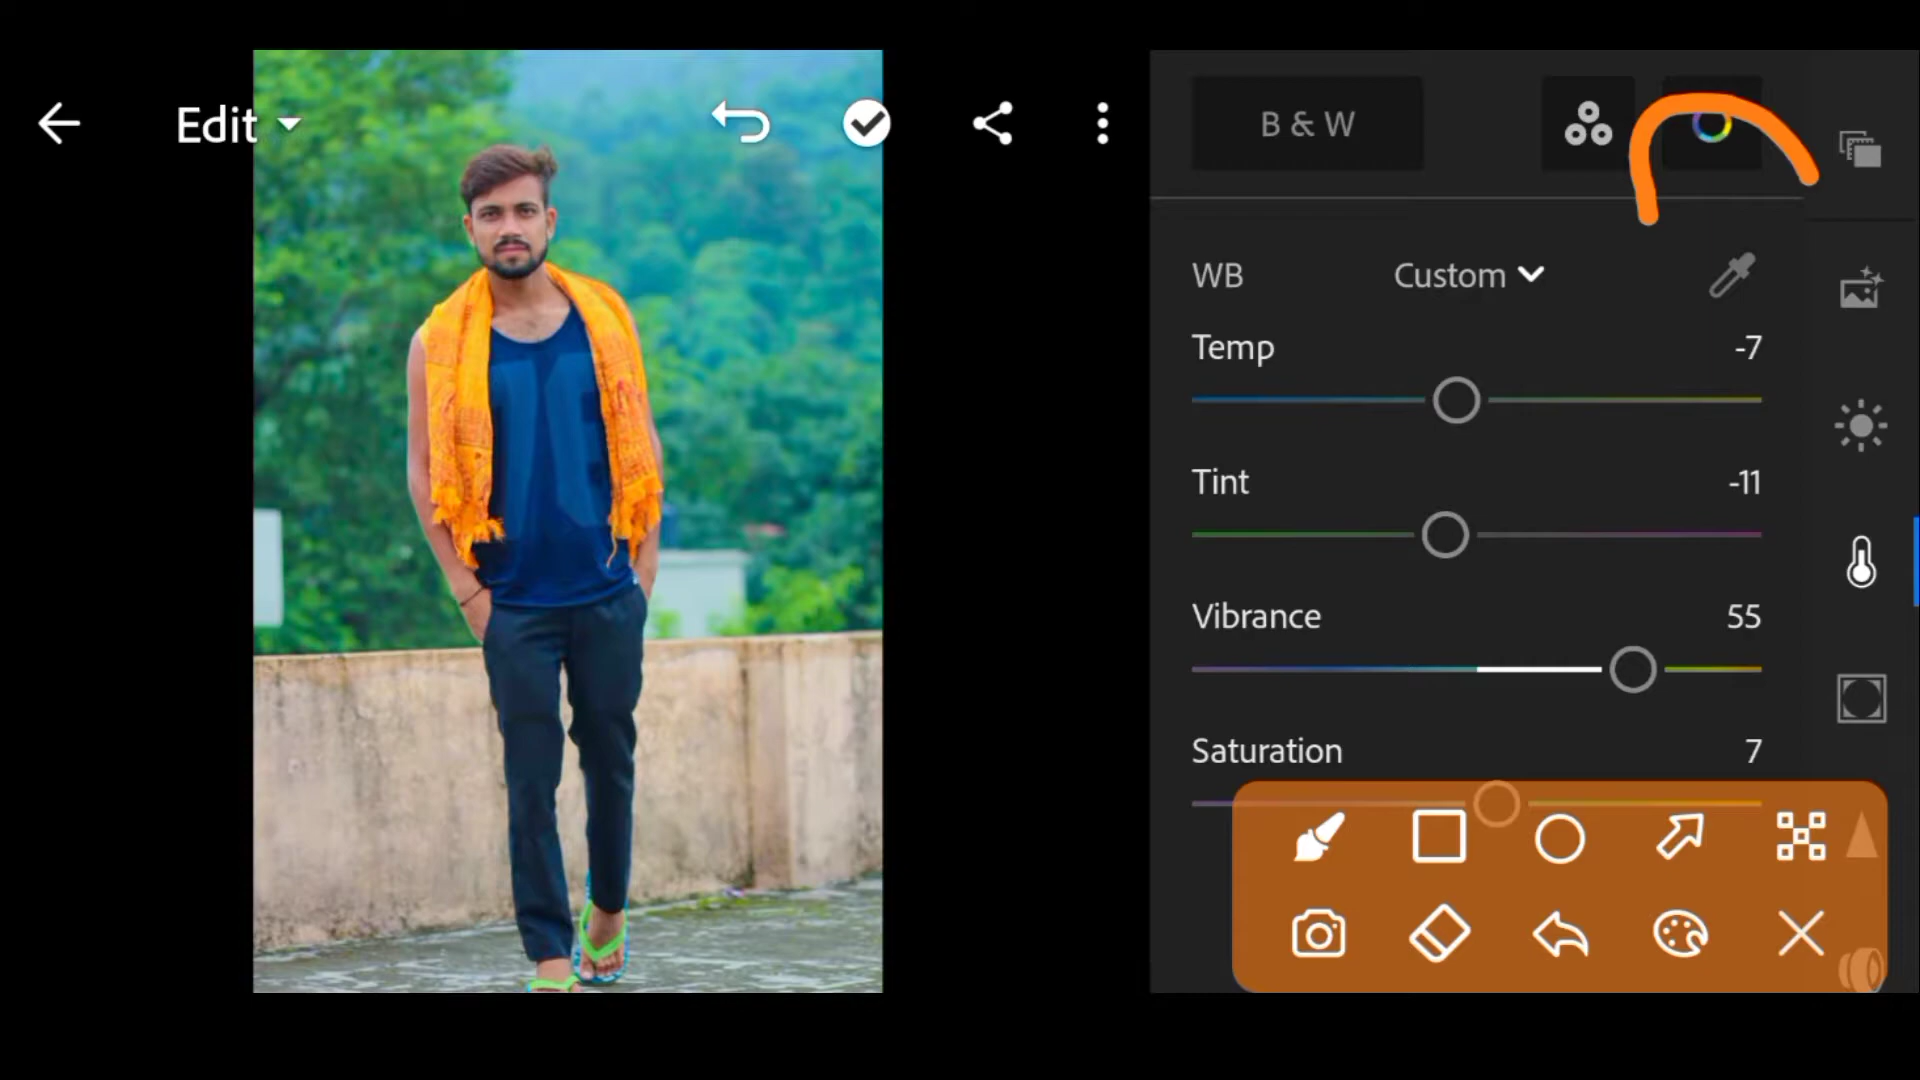 Edit
B & W
WB Custom
Temp -7
Tint -11
Vibrance 55
Saturation 7